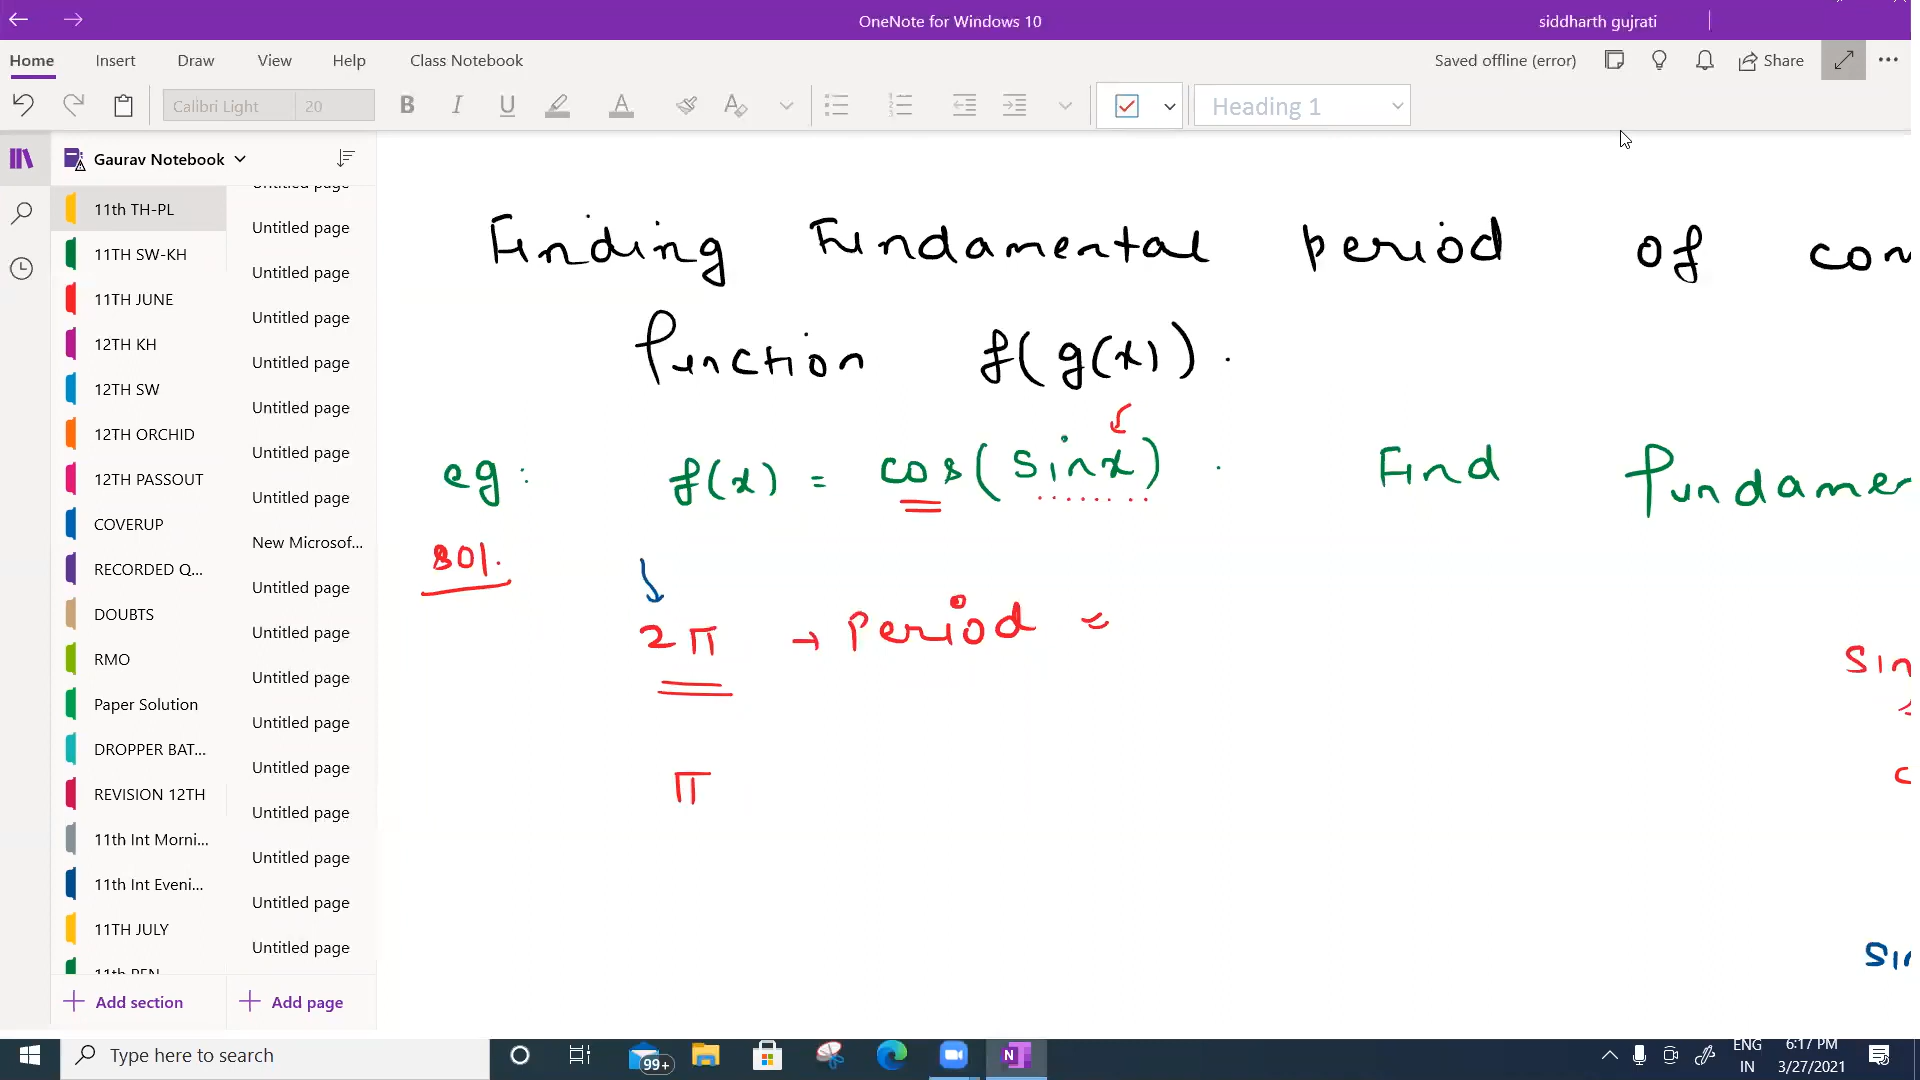 OneNote for Windows 10
siddharth gujrati
Home Insert Draw View Help Class Notebook
Saved offline (error) Share
Calibri Light 20 B I U A Heading 1
Gaurav Notebook
11th TH-PL
11TH SW-KH
11TH JUNE
12TH KH
12TH SW
12TH ORCHID
12TH PASSOUT
COVERUP
RECORDED Q...
DOUBTS
RMO
Paper Solution
DROPPER BAT...
REVISION 12TH
11th Int Morni...
11th Int Eveni...
11TH JULY
11th PEN
Add section
Untitled page
Untitled page
Untitled page
Untitled page
Untitled page
Untitled page
Untitled page
Untitled page
New Microsof...
Untitled page
Untitled page
Untitled page
Untitled page
Untitled page
Untitled page
Untitled page
Untitled page
Untitled page
Add page
Finding Fundamental period of com
function f(g(x)).
eg: f(x) = cos(sinx). Find fundamen
sol.
2π → Period =
sin
π
sin
Type here to search
99+
ENG
IN
6:17 PM
3/27/2021